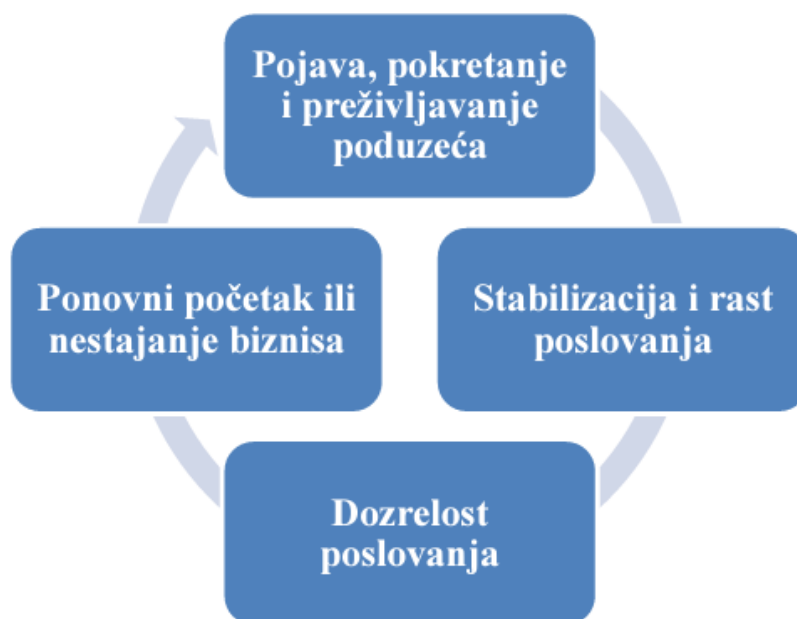 Pojava, pokretanje
i preživljavanje
poduzeća
Stabilizacija i rast
poslovanja
Dozrelost
poslovanja
Ponovni početak ili
nestajanje biznisa